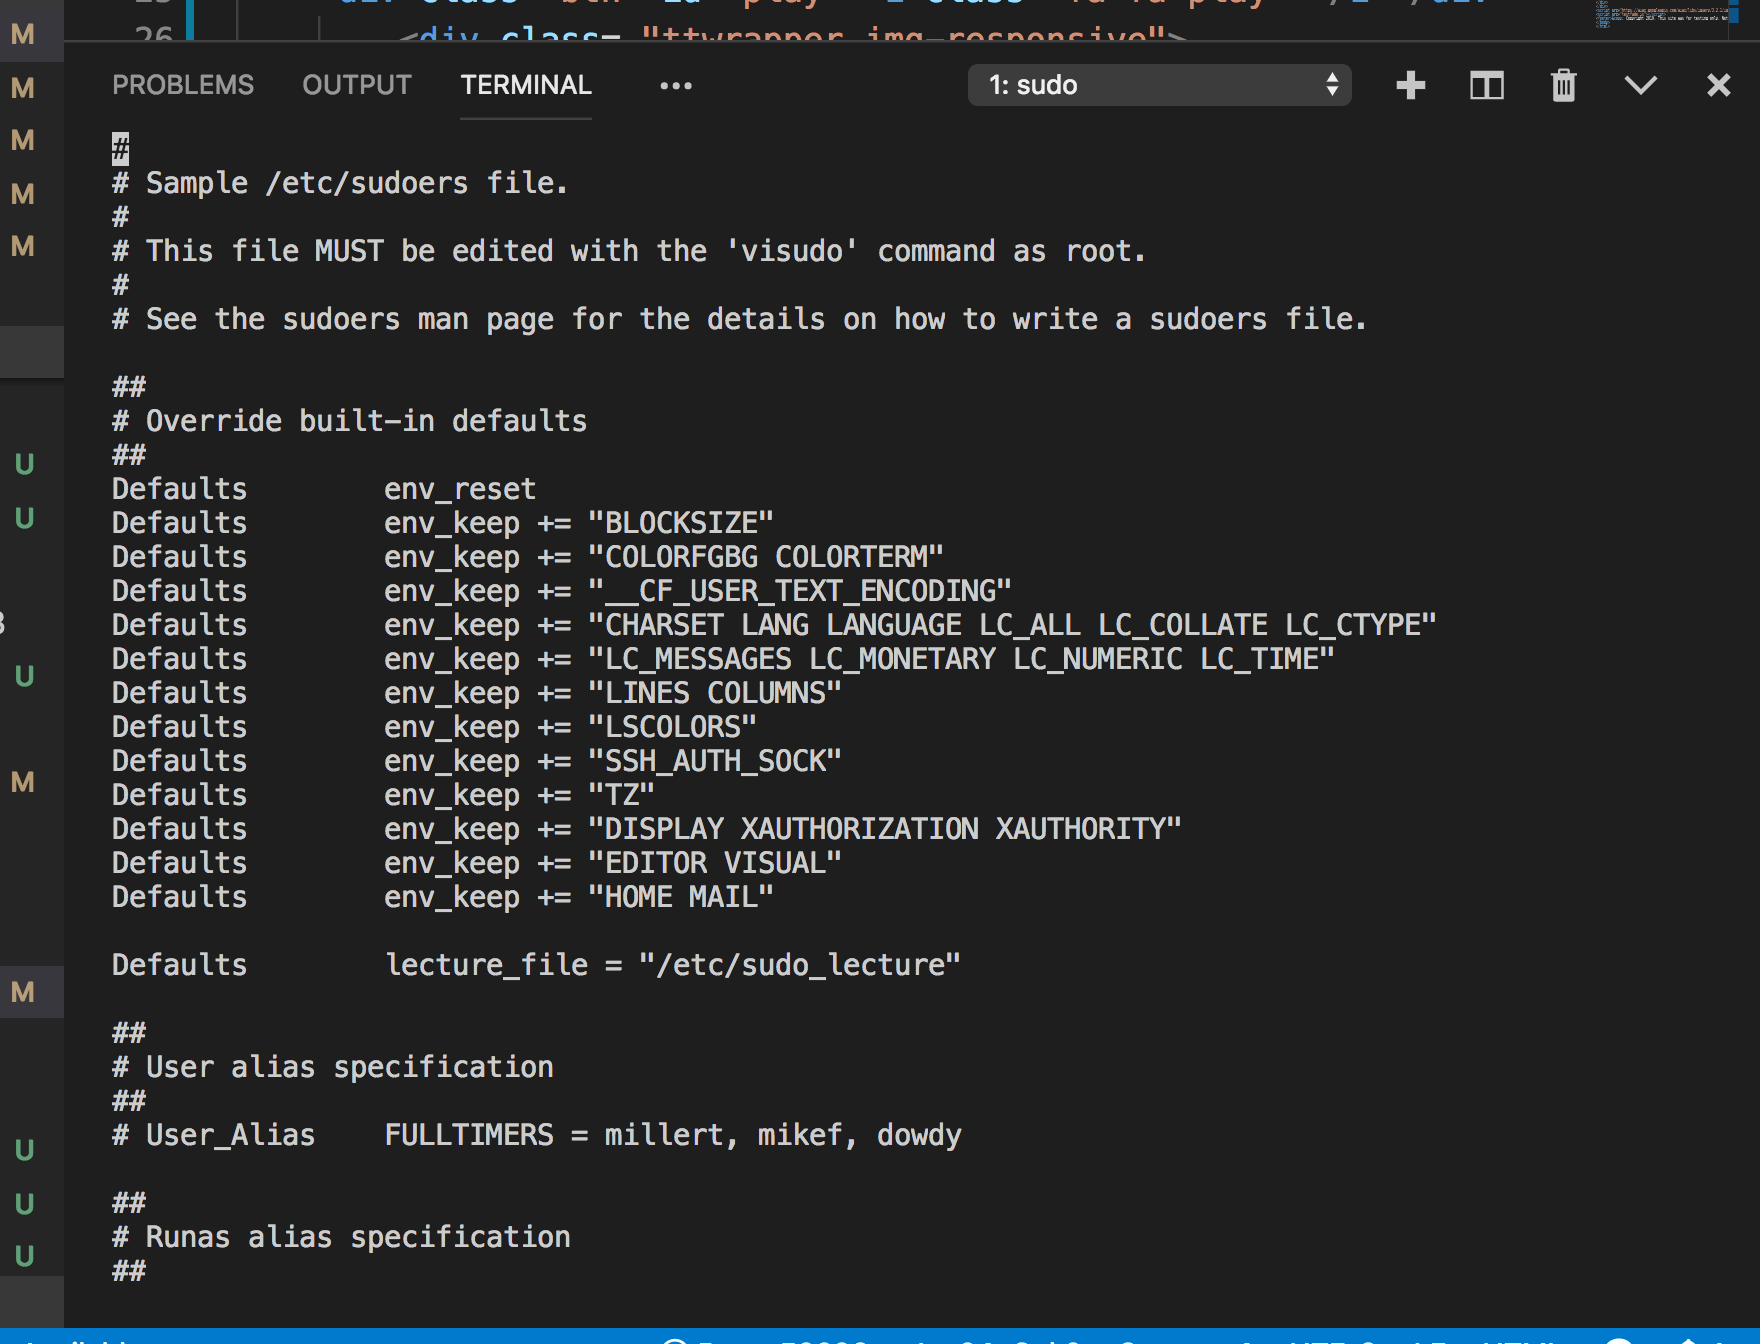 26 <div class= "ttwrapper img-responsive">
PROBLEMS OUTPUT TERMINAL ••• 1: sudo
#
# Sample /etc/sudoers file.
#
# This file MUST be edited with the 'visudo' command as root.
#
# See the sudoers man page for the details on how to write a sudoers file.
##
# Override built-in defaults
##
Defaults env_reset
Defaults env_keep += "BLOCKSIZE"
Defaults env_keep += "COLORFGBG COLORTERM"
Defaults env_keep += "__CF_USER_TEXT_ENCODING"
Defaults env_keep += "CHARSET LANG LANGUAGE LC_ALL LC_COLLATE LC_CTYPE"
Defaults env_keep += "LC_MESSAGES LC_MONETARY LC_NUMERIC LC_TIME"
Defaults env_keep += "LINES COLUMNS"
Defaults env_keep += "LSCOLORS"
Defaults env_keep += "SSH_AUTH_SOCK"
Defaults env_keep += "TZ"
Defaults env_keep += "DISPLAY XAUTHORIZATION XAUTHORITY"
Defaults env_keep += "EDITOR VISUAL"
Defaults env_keep += "HOME MAIL"
Defaults lecture_file = "/etc/sudo_lecture"
##
# User alias specification
##
# User_Alias FULLTIMERS = millert, mikef, dowdy
##
# Runas alias specification
##
M
M
M
M
M
U
U
U
M
M
U
U
U